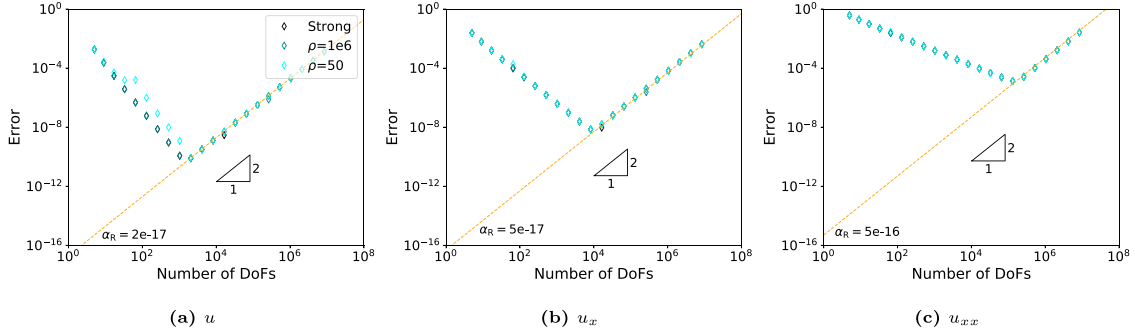 10^0
10^-4
10^-8
10^-12
10^-16
Error
Strong
ρ=1e6
ρ=50
2
1
α_R = 2e-17
10^0 10^2 10^4 10^6 10^8
Number of DoFs
(a) u
10^0
10^-4
10^-8
10^-12
10^-16
Error
2
1
α_R = 5e-17
10^0 10^2 10^4 10^6 10^8
Number of DoFs
(b) u_x
10^0
10^-4
10^-8
10^-12
10^-16
Error
2
1
α_R = 5e-16
10^0 10^2 10^4 10^6 10^8
Number of DoFs
(c) u_xx